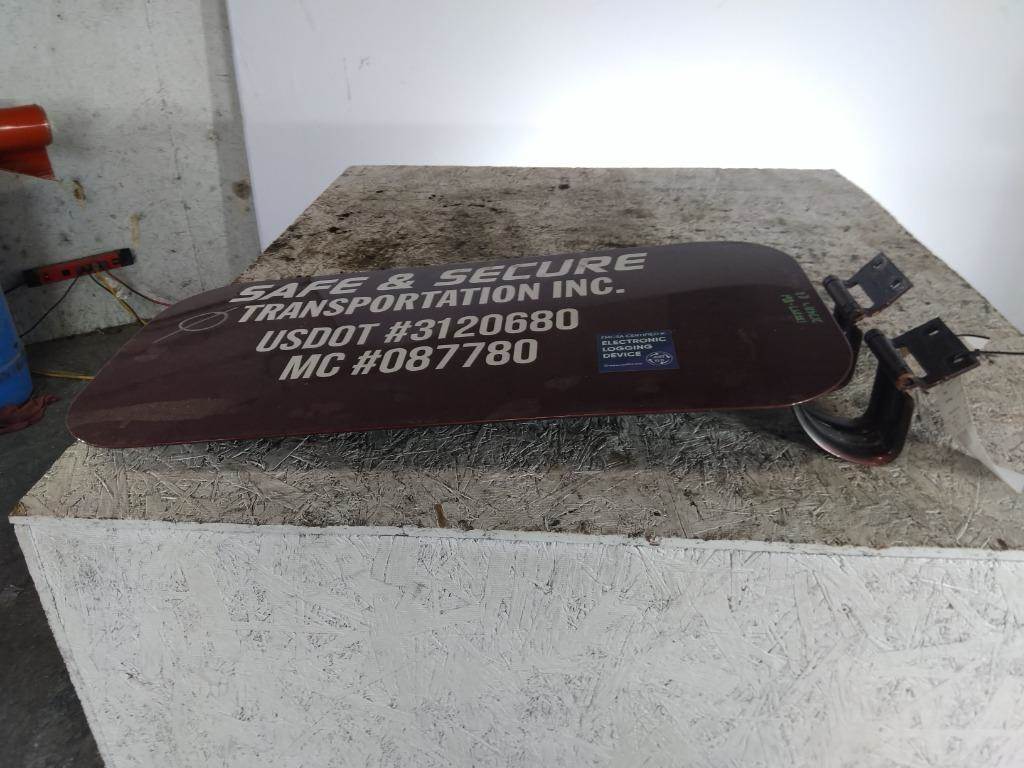 SAFE & SECURE
TRANSPORTATION INC.
USDOT #3120680
MC #087780
ELECTRONIC
LOGGING
DEVICE